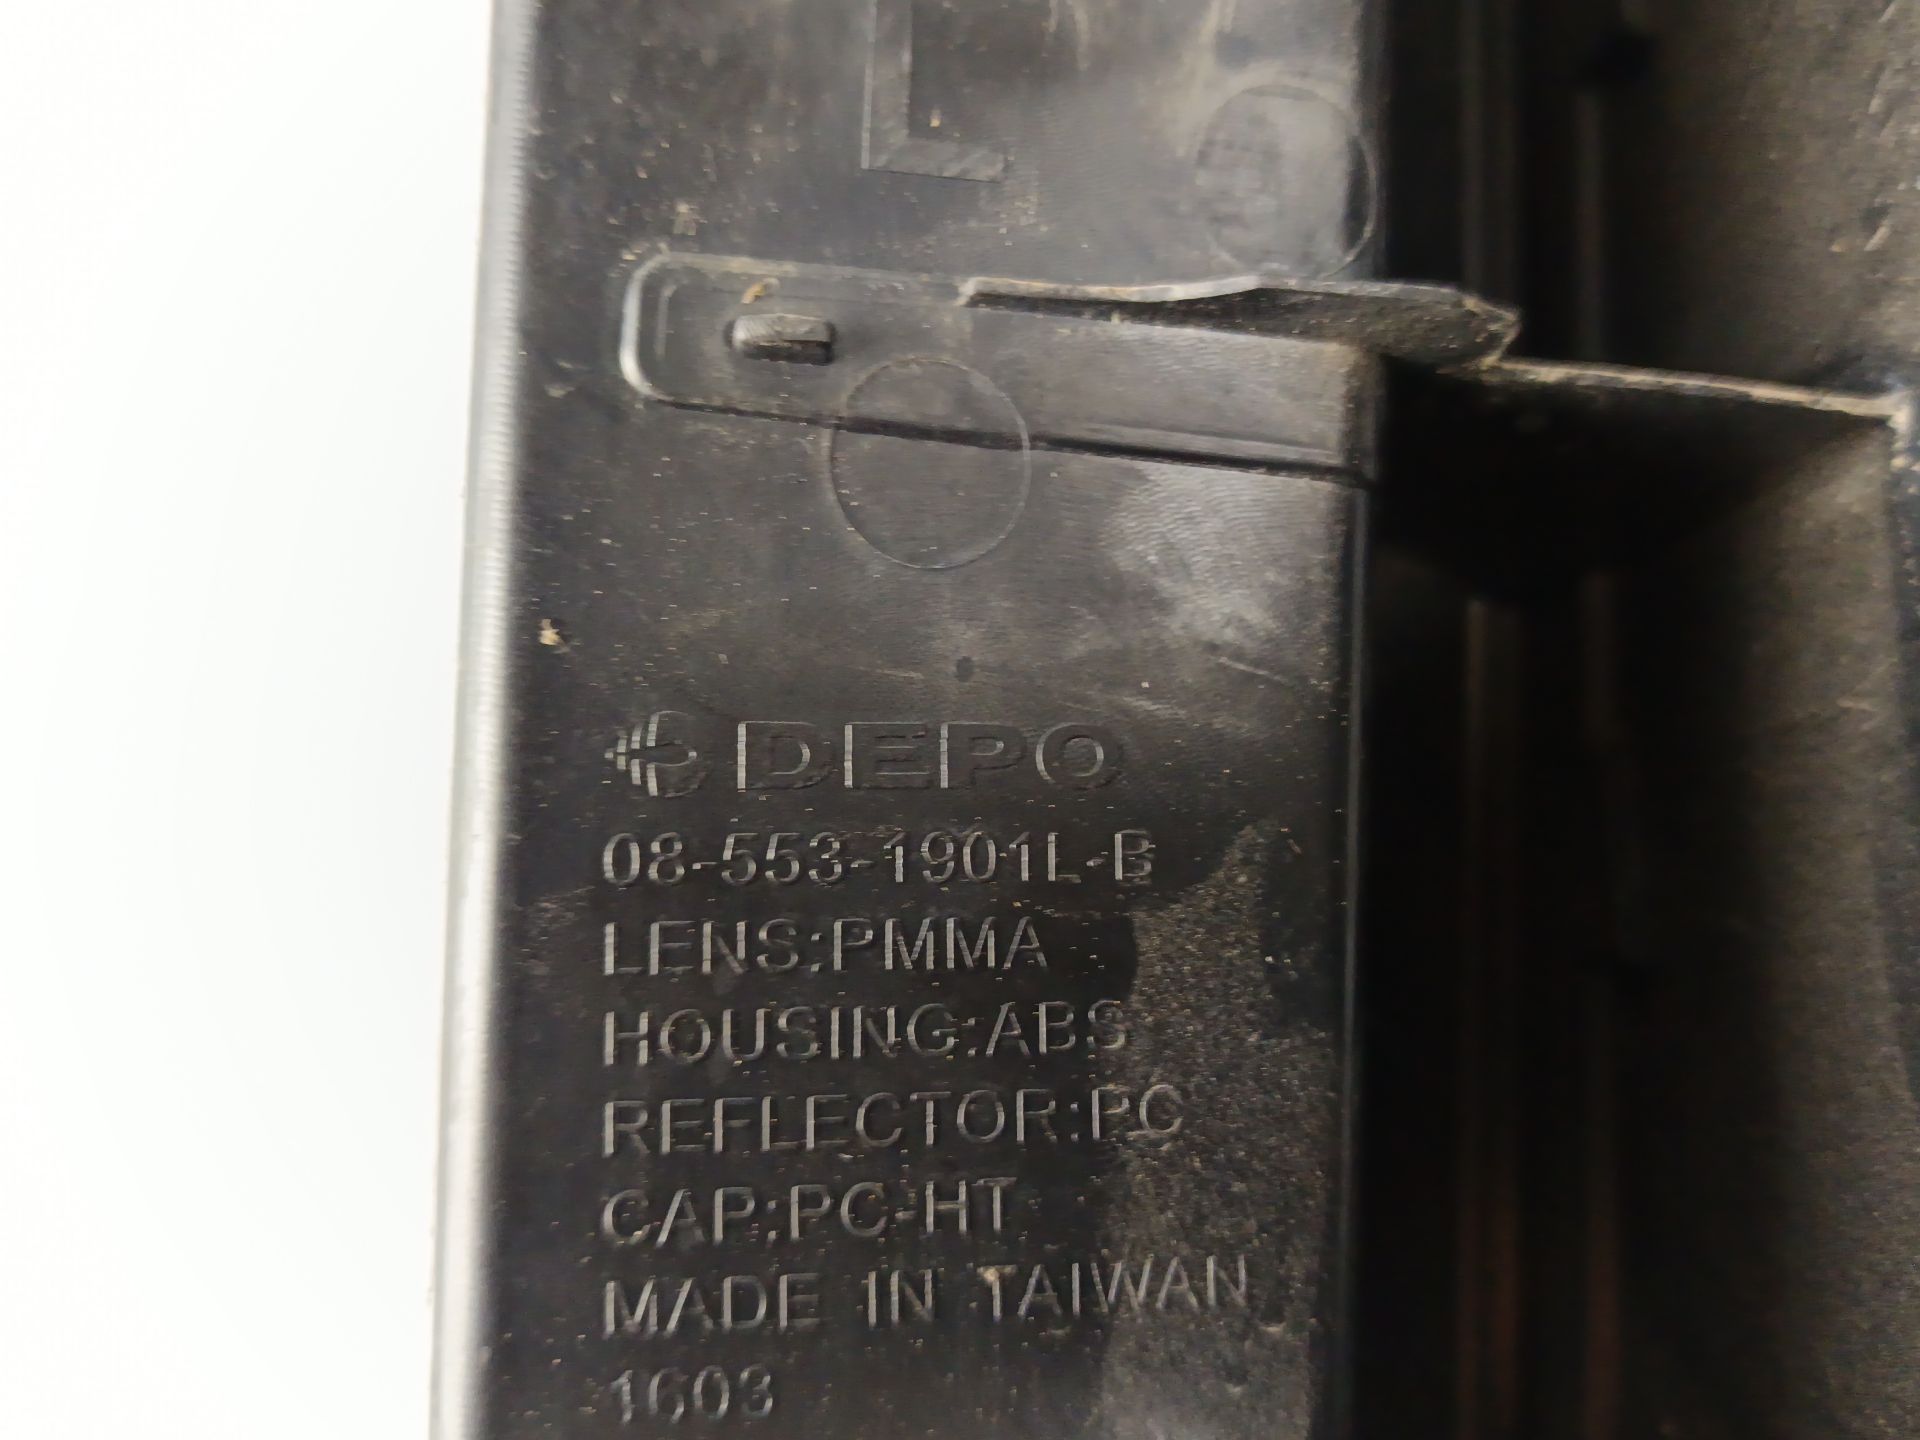 L
DEPO
08-553-1901L-B
LENS:PMMA
HOUSING:ABS
REFLECTOR:PC
CAP:PC-HT
MADE IN TAIWAN
1603